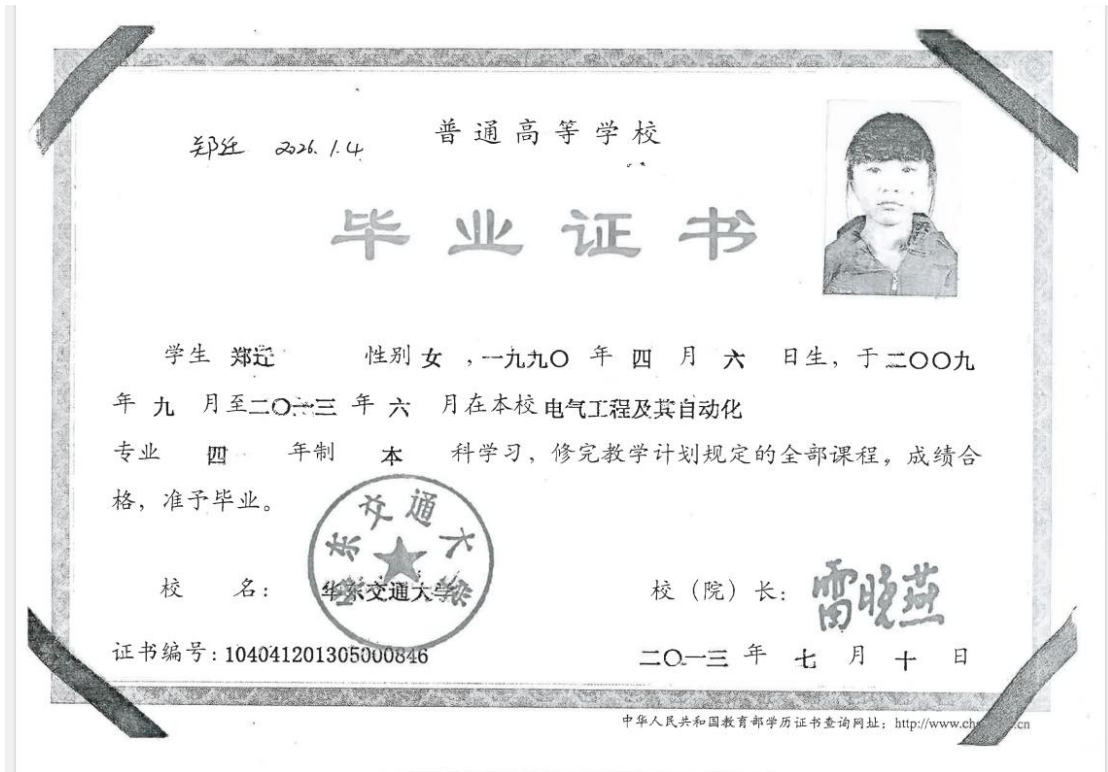 普通高等学校
2026.1.4
毕业证书
学生 郑 性别 女 ,一九九〇 年 四 月 六 日生, 于 二〇〇九
年 九 月至 二〇一三 年 六 月在本校 电气工程及其自动化
专业 四 年制 本 科学习, 修完教学计划规定的全部课程, 成绩合
格, 准予毕业。
华东交通大学
校 名: 华东交通大学
校 (院) 长: 雷晓燕
证书编号: 104041201305000846
二〇一三 年 七 月 十 日
中华人民共和国教育部学历证书查询网址: http://www.ch